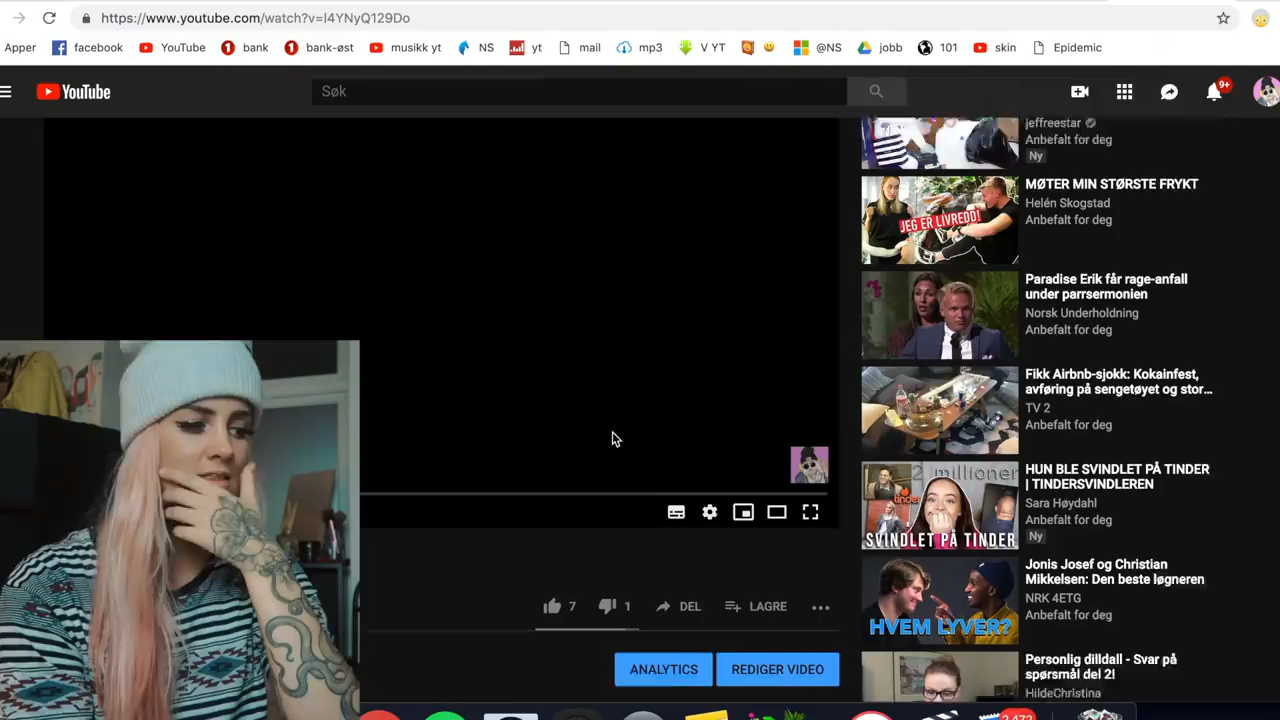 https://www.youtube.com/watch?v=l4YNyQ129Do
Apper facebook YouTube bank bank-øst musikk yt NS yt mail mp3 V YT @NS jobb 101 skin Epidemic
YouTube
Søk
9+
jeffreestar
Anbefalt for deg
Ny
JEG ER LIVREDD!
MØTER MIN STØRSTE FRYKT
Helén Skogstad
Anbefalt for deg
Paradise Erik får rage-anfall
under parrsermonien
Norsk Underholdning
Anbefalt for deg
Fikk Airbnb-sjokk: Kokainfest,
avføring på sengetøyet og stor...
TV 2
Anbefalt for deg
2 millioner
tinder
SVINDLET PÅ TINDER
HUN BLE SVINDLET PÅ TINDER
| TINDERSVINDLEREN
Sara Høydahl
Anbefalt for deg
Ny
HVEM LYVER?
Jonis Josef og Christian
Mikkelsen: Den beste løgneren
NRK 4ETG
Anbefalt for deg
Personlig dilldall - Svar på
spørsmål del 2!
HildeChristina
7 1 DEL LAGRE
ANALYTICS REDIGER VIDEO
2 472